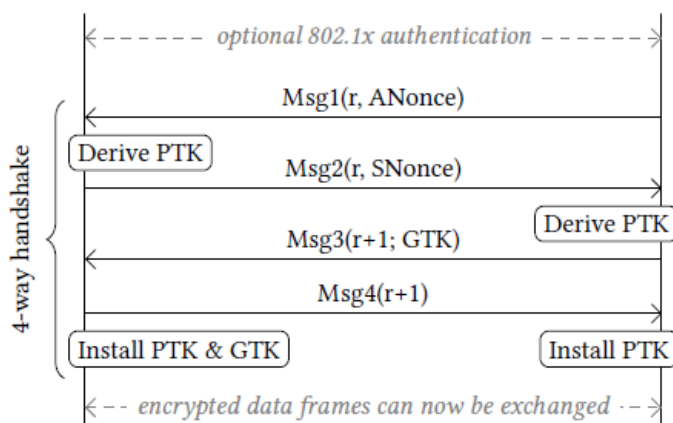 optional 802.1x authentication
Msg1(r, ANonce)
Derive PTK
Msg2(r, SNonce)
Derive PTK
Msg3(r+1; GTK)
Msg4(r+1)
Install PTK & GTK
Install PTK
encrypted data frames can now be exchanged
4-way handshake